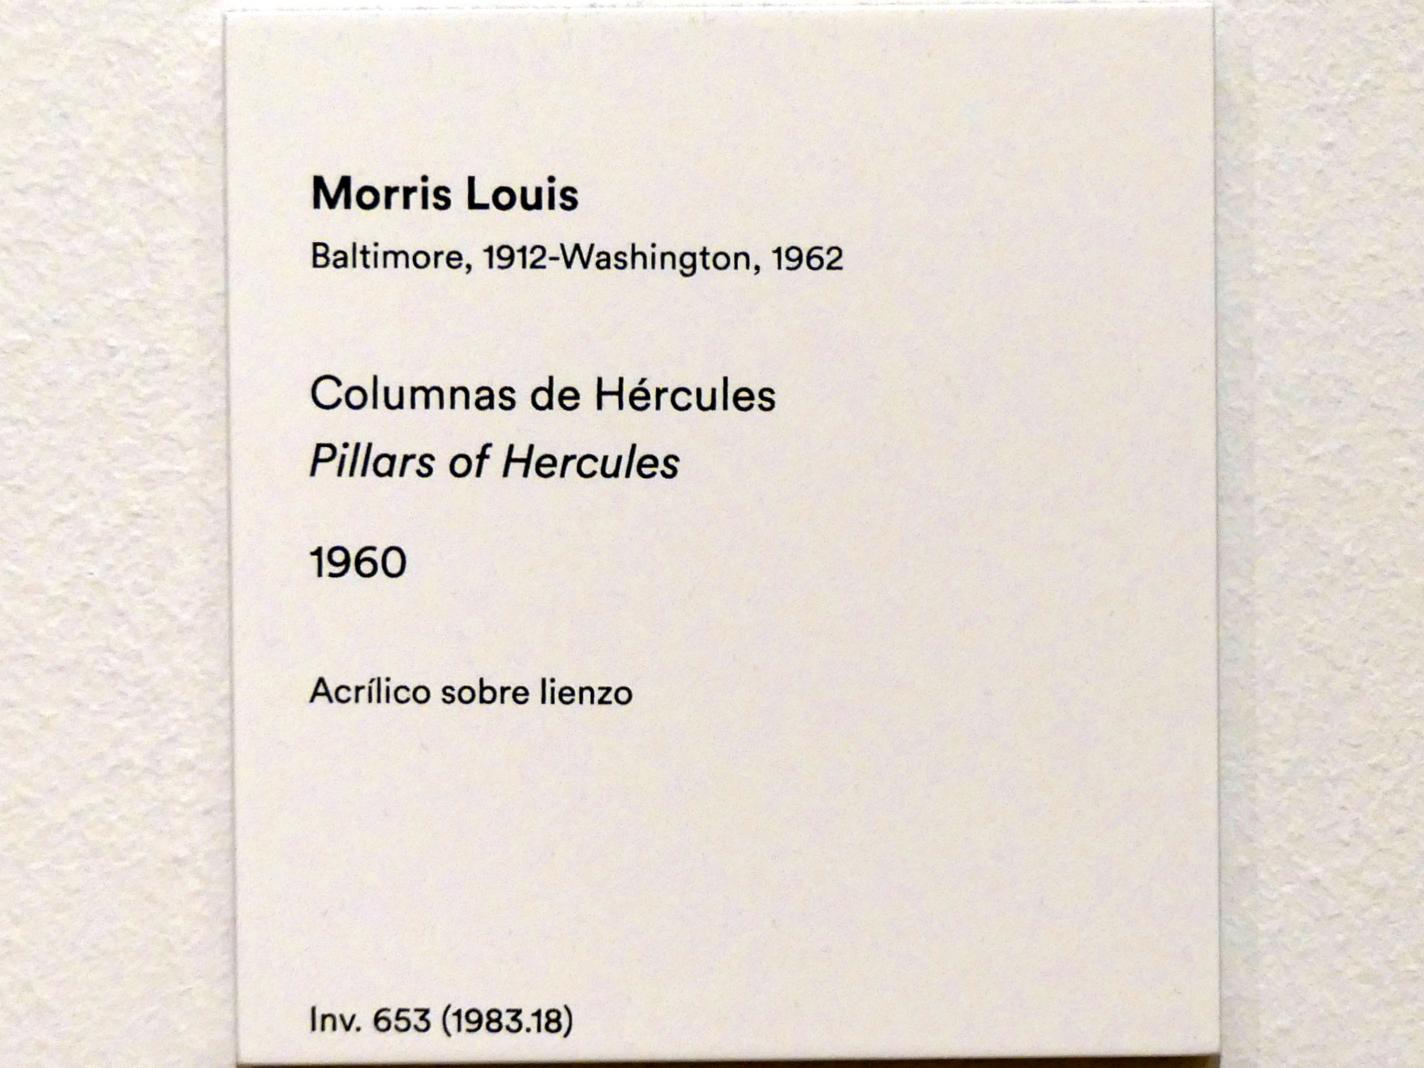 Morris Louis
Baltimore, 1912-Washington, 1962
Columnas de Hércules
Pillars of Hercules
1960
Acrílico sobre lienzo
Inv. 653 (1983.18)